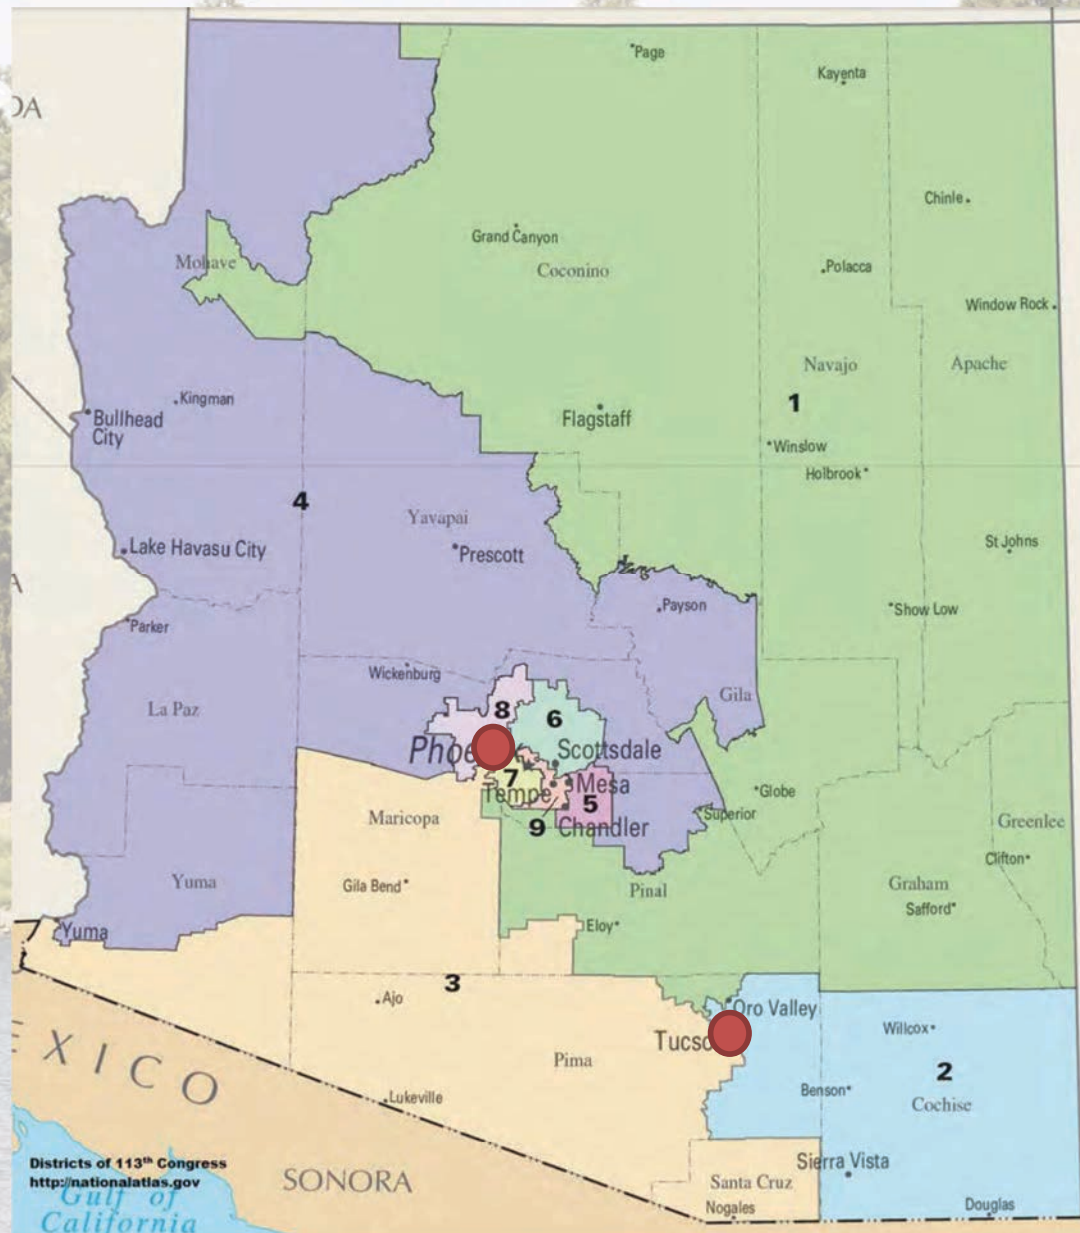 Page
Kayenta
DA
Chinle
Grand Canyon
Mohave
Coconino
Polacca
Window Rock
Navajo
Apache
Kingman
1
Bullhead
City
Flagstaff
Winslow
Holbrook
4
Yavapai
Prescott
Lake Havasu City
St Johns
A
Payson
Show Low
Parker
Wickenburg
Gila
La Paz
8
6
Phoe
Scottsdale
7
Mesa
Tempe
5
Globe
Superior
Maricopa
9
Chandler
Greenlee
Clifton
Yuma
Gila Bend
Pinal
Graham
Safford
Eloy
Yuma
3
Ajo
Oro Valley
Willcox
Tucso
EXICO
Pima
2
Benson
Cochise
Lukeville
Districts of 113th Congress
http://nationalatlas.gov
Gulf of
California
SONORA
Sierra Vista
Santa Cruz
Nogales
Douglas